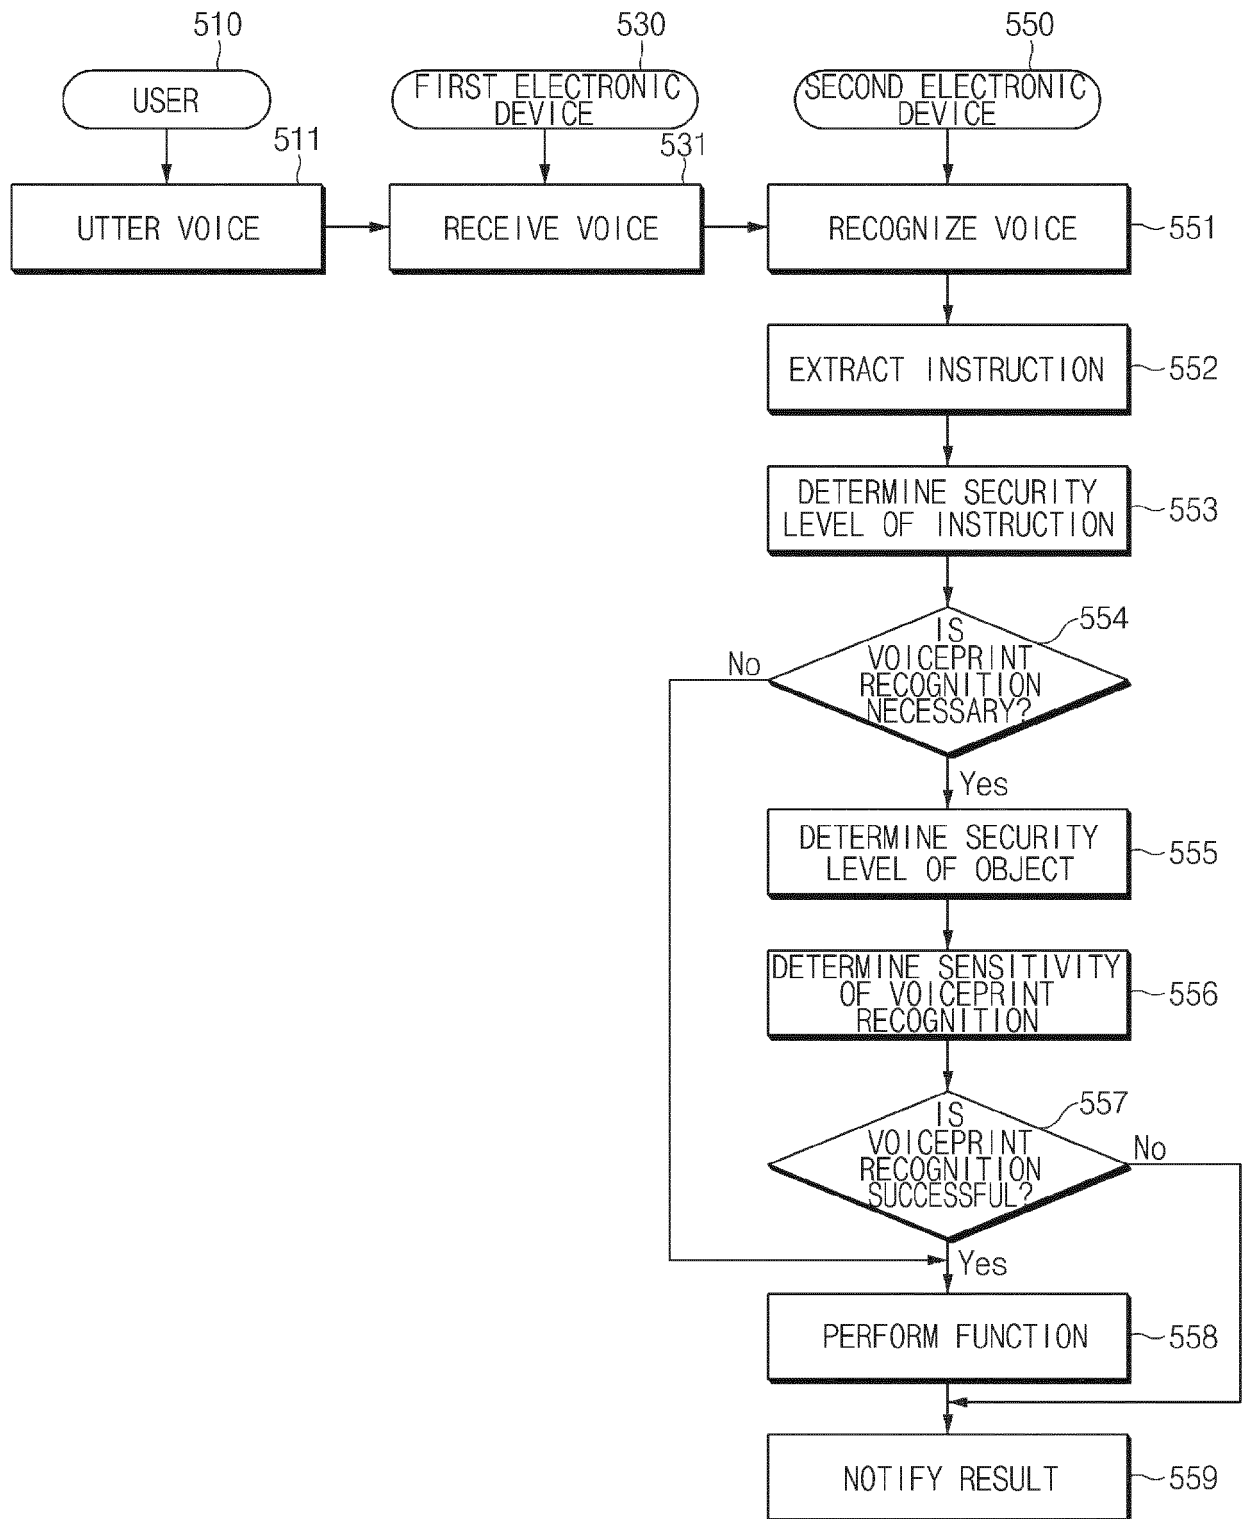 510
530
550
USER
FIRST ELECTRONIC
DEVICE
SECOND ELECTRONIC
DEVICE
511
531
UTTER VOICE
RECEIVE VOICE
RECOGNIZE VOICE
551
EXTRACT INSTRUCTION
552
DETERMINE SECURITY
LEVEL OF INSTRUCTION
553
554
IS
VOICEPRINT
RECOGNITION
NECESSARY?
No
Yes
DETERMINE SECURITY
LEVEL OF OBJECT
555
DETERMINE SENSITIVITY
OF VOICEPRINT
RECOGNITION
556
557
IS
VOICEPRINT
RECOGNITION
SUCCESSFUL?
No
Yes
PERFORM FUNCTION
558
NOTIFY RESULT
559